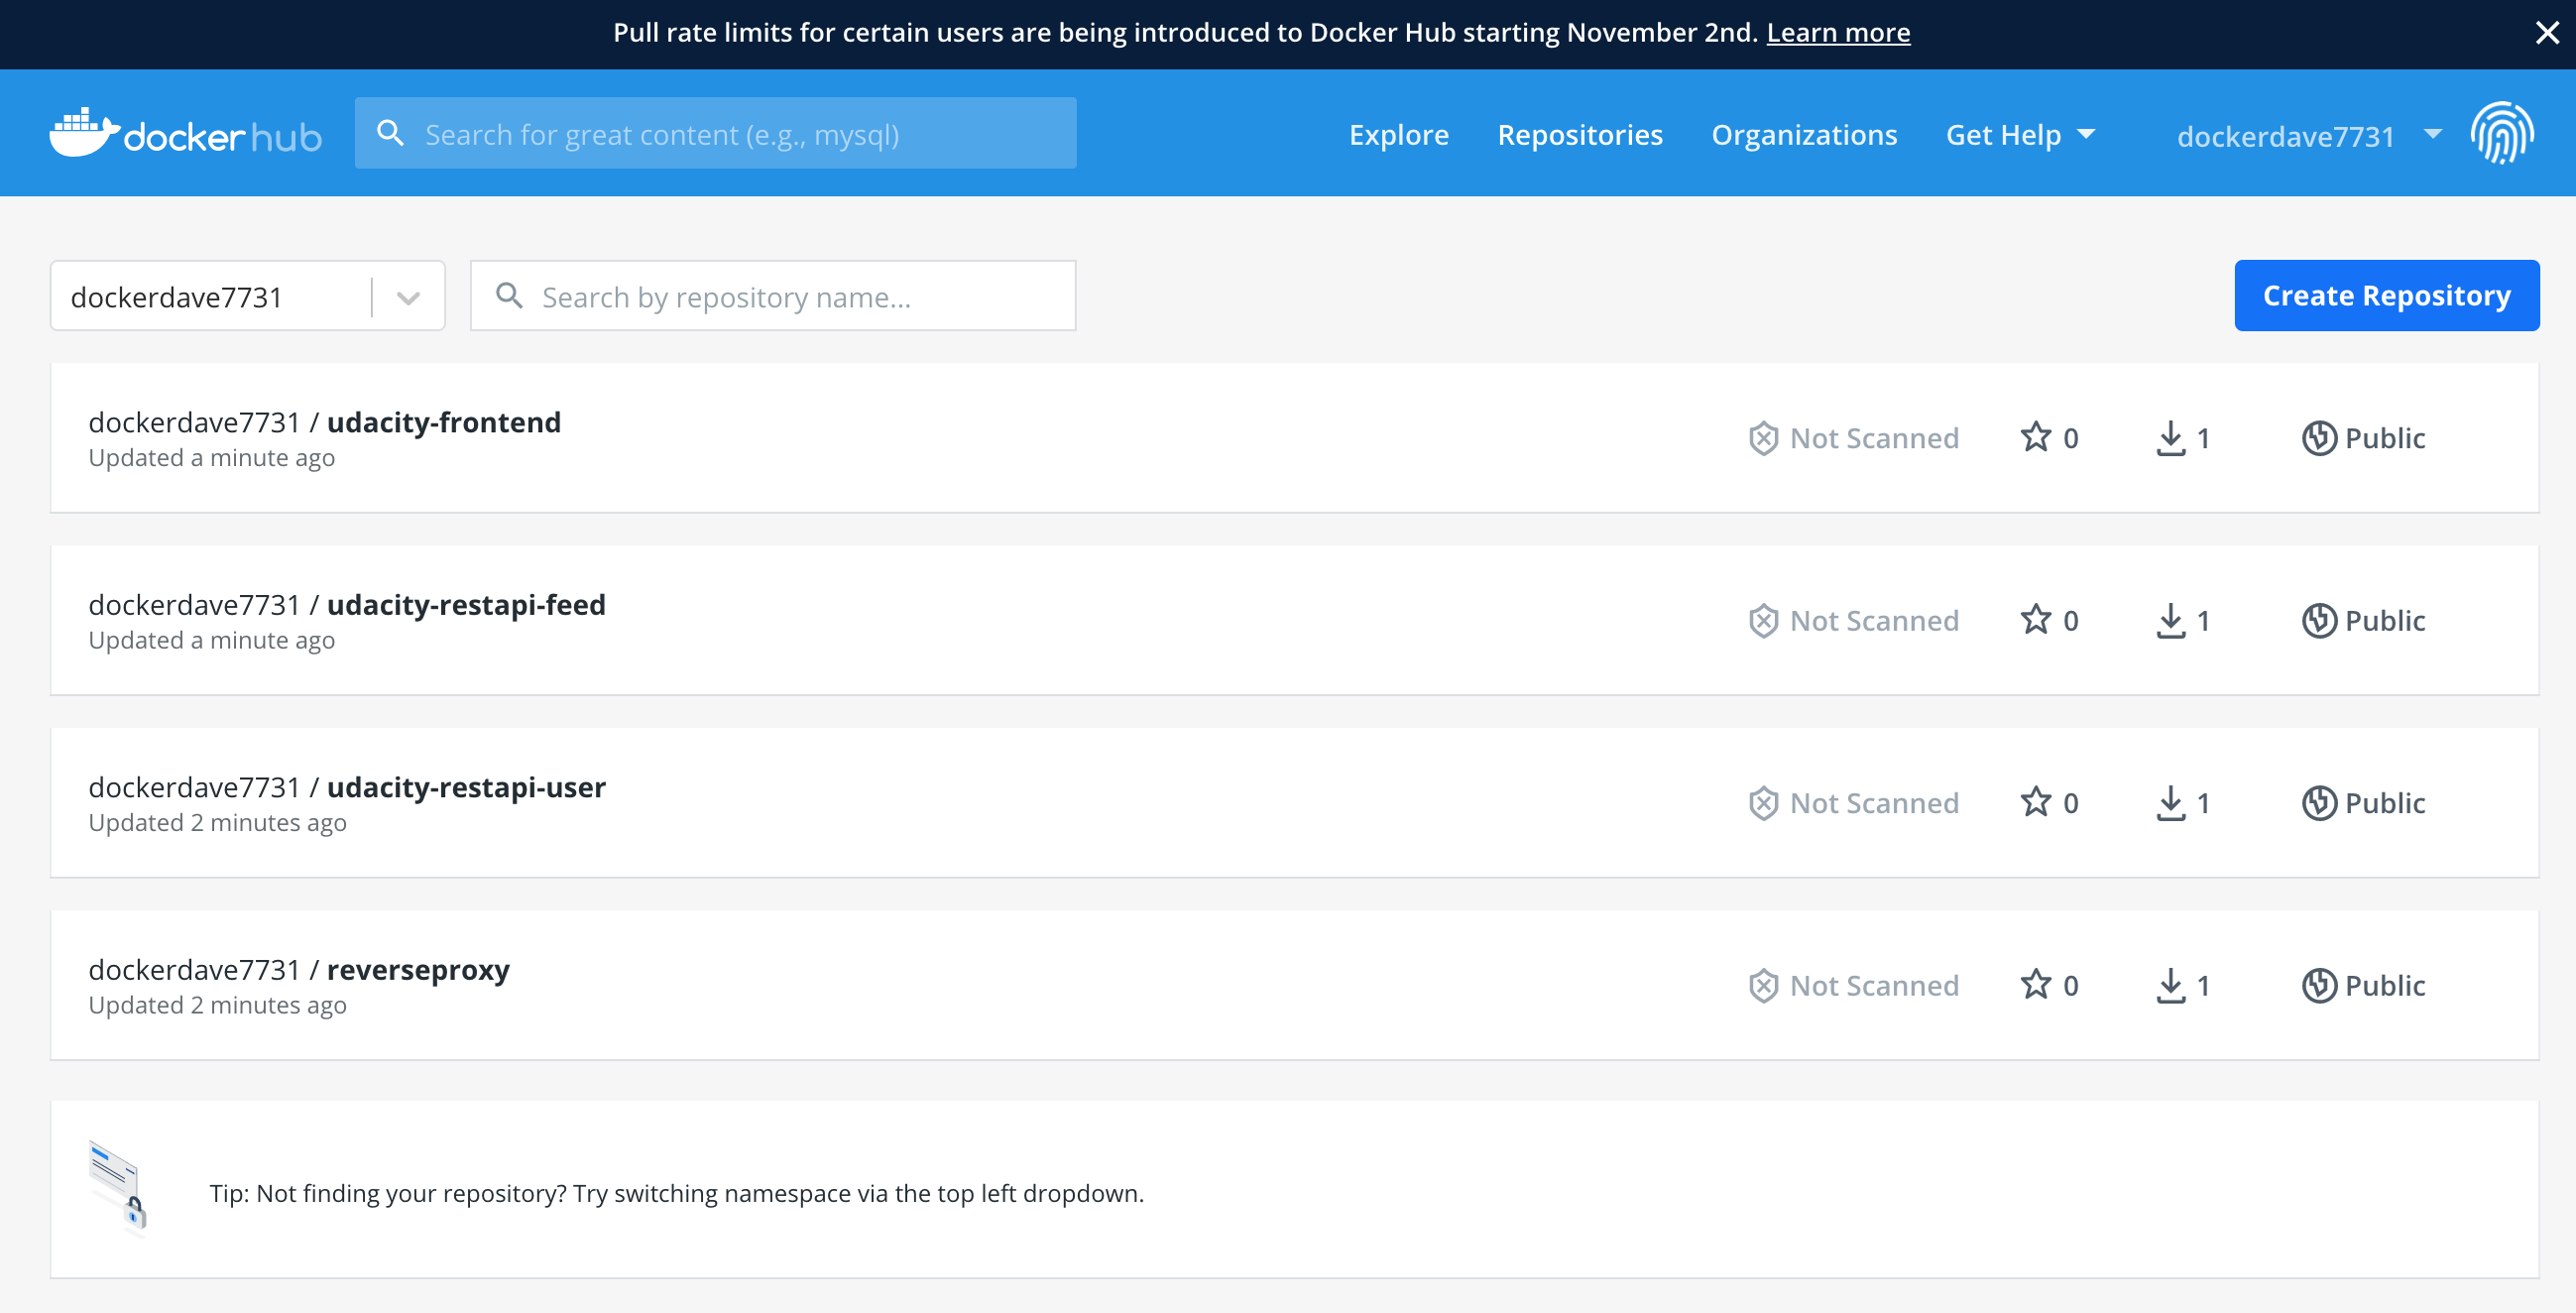 Pull rate limits for certain users are being introduced to Docker Hub starting November 2nd. Learn more
dockerhub
Search for great content (e.g., mysql)
Explore
Repositories
Organizations
Get Help
dockerdave7731
dockerdave7731
Search by repository name...
Create Repository
dockerdave7731 / udacity-frontend
Updated a minute ago
Not Scanned
0
1
Public
dockerdave7731 / udacity-restapi-feed
Updated a minute ago
Not Scanned
0
1
Public
dockerdave7731 / udacity-restapi-user
Updated 2 minutes ago
Not Scanned
0
1
Public
dockerdave7731 / reverseproxy
Updated 2 minutes ago
Not Scanned
0
1
Public
Tip: Not finding your repository? Try switching namespace via the top left dropdown.